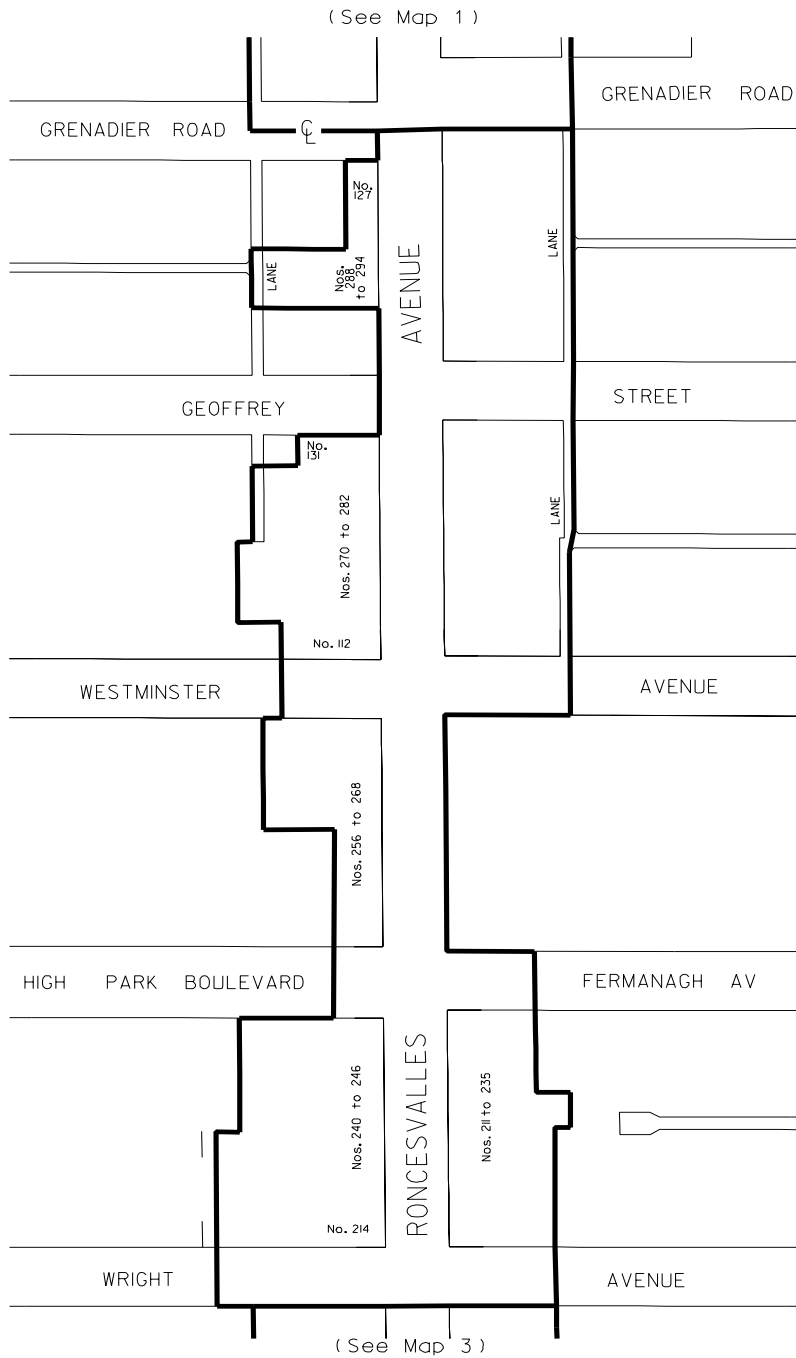 (See Map 1)
GRENADIER ROAD
GRENADIER ROAD
℄
No.
127
LANE
Nos.
288
to 294
LANE
AVENUE
GEOFFREY
STREET
No.
131
Nos. 270 to 282
LANE
No. 112
WESTMINSTER
AVENUE
Nos. 256 to 268
HIGH PARK BOULEVARD
FERMANAGH AV
RONCESVALLES
Nos. 240 to 246
Nos. 211 to 235
No. 214
WRIGHT
AVENUE
(See Map 3)